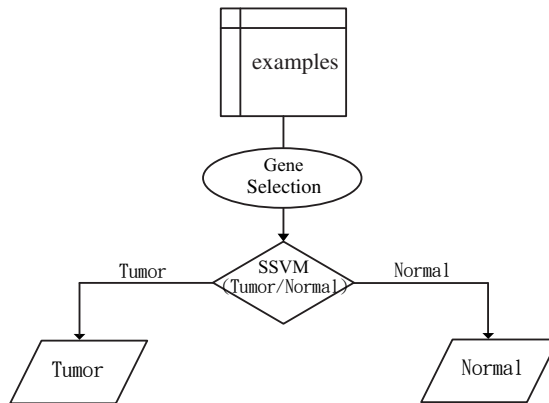 examples
Gene
Selection
SSVM
(Tumor/Normal)
Tumor
Normal
Tumor
Normal